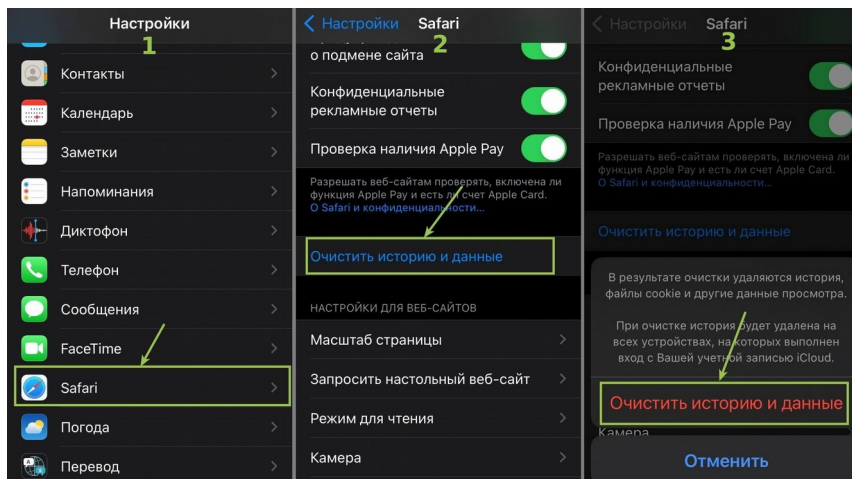 Настройки
1
Контакты
Календарь
Заметки
Напоминания
Диктофон
Телефон
Сообщения
FaceTime
Safari
Погода
Перевод
Настройки
Safari
2
о подмене сайта
Конфиденциальные
рекламные отчеты
Проверка наличия Apple Pay
Разрешать веб-сайтам проверять, включена ли
функция Apple Pay и есть ли счет Apple Card.
О Safari и конфиденциальности...
Очистить историю и данные
НАСТРОЙКИ ДЛЯ ВЕБ-САЙТОВ
Масштаб страницы
Запросить настольный веб-сайт
Режим для чтения
Камера
Настройки
Safari
3
Конфиденциальные
рекламные отчеты
Проверка наличия Apple Pay
Разрешать веб-сайтам проверять, включена ли
функция Apple Pay и есть ли счет Apple Card.
О Safari и конфиденциальности...
Очистить историю и данные
В результате очистки удаляются история,
файлы cookie и другие данные просмотра.
При очистке история будет удалена на
всех устройствах, на которых выполнен
вход с Вашей учетной записью iCloud.
Очистить историю и данные
Камера
Отменить